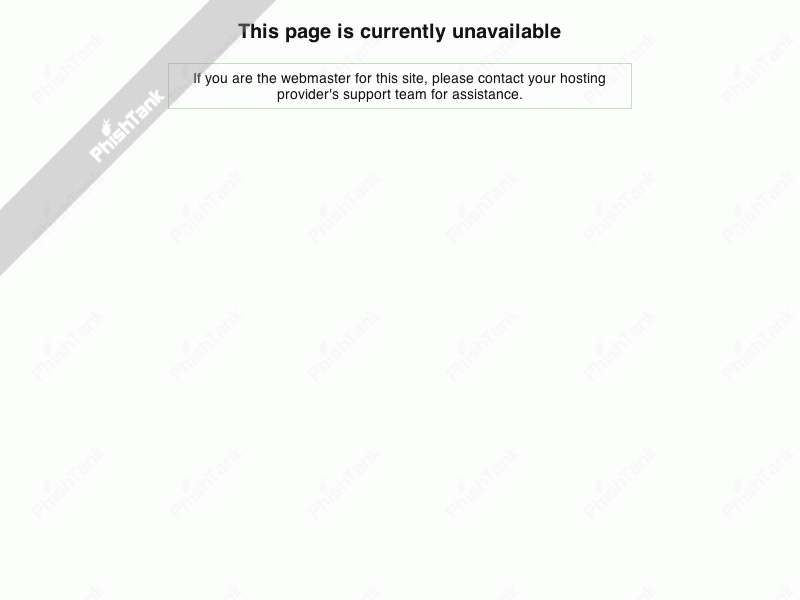 This page is currently unavailable
If you are the webmaster for this site, please contact your hosting
provider's support team for assistance.
PhishTank